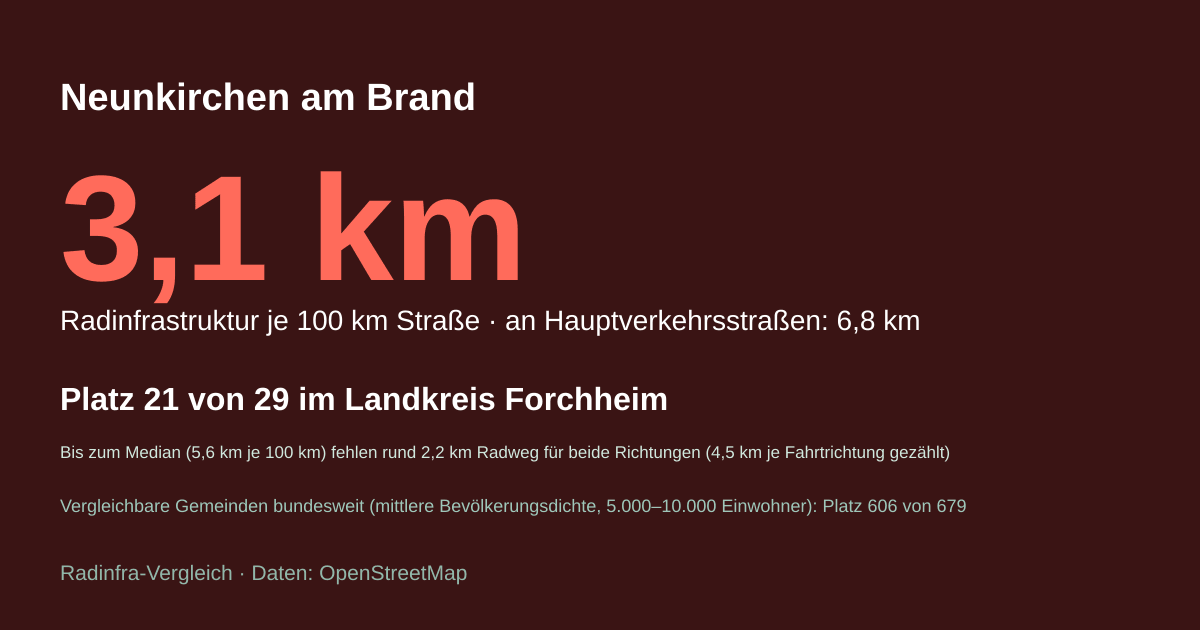 Neunkirchen am Brand
3,1 km
Radinfrastruktur je 100 km Straße · an Hauptverkehrsstraßen: 6,8 km
Platz 21 von 29 im Landkreis Forchheim
Bis zum Median (5,6 km je 100 km) fehlen rund 2,2 km Radweg für beide Richtungen (4,5 km je Fahrtrichtung gezählt)
Vergleichbare Gemeinden bundesweit (mittlere Bevölkerungsdichte, 5.000–10.000 Einwohner): Platz 606 von 679
Radinfra-Vergleich · Daten: OpenStreetMap